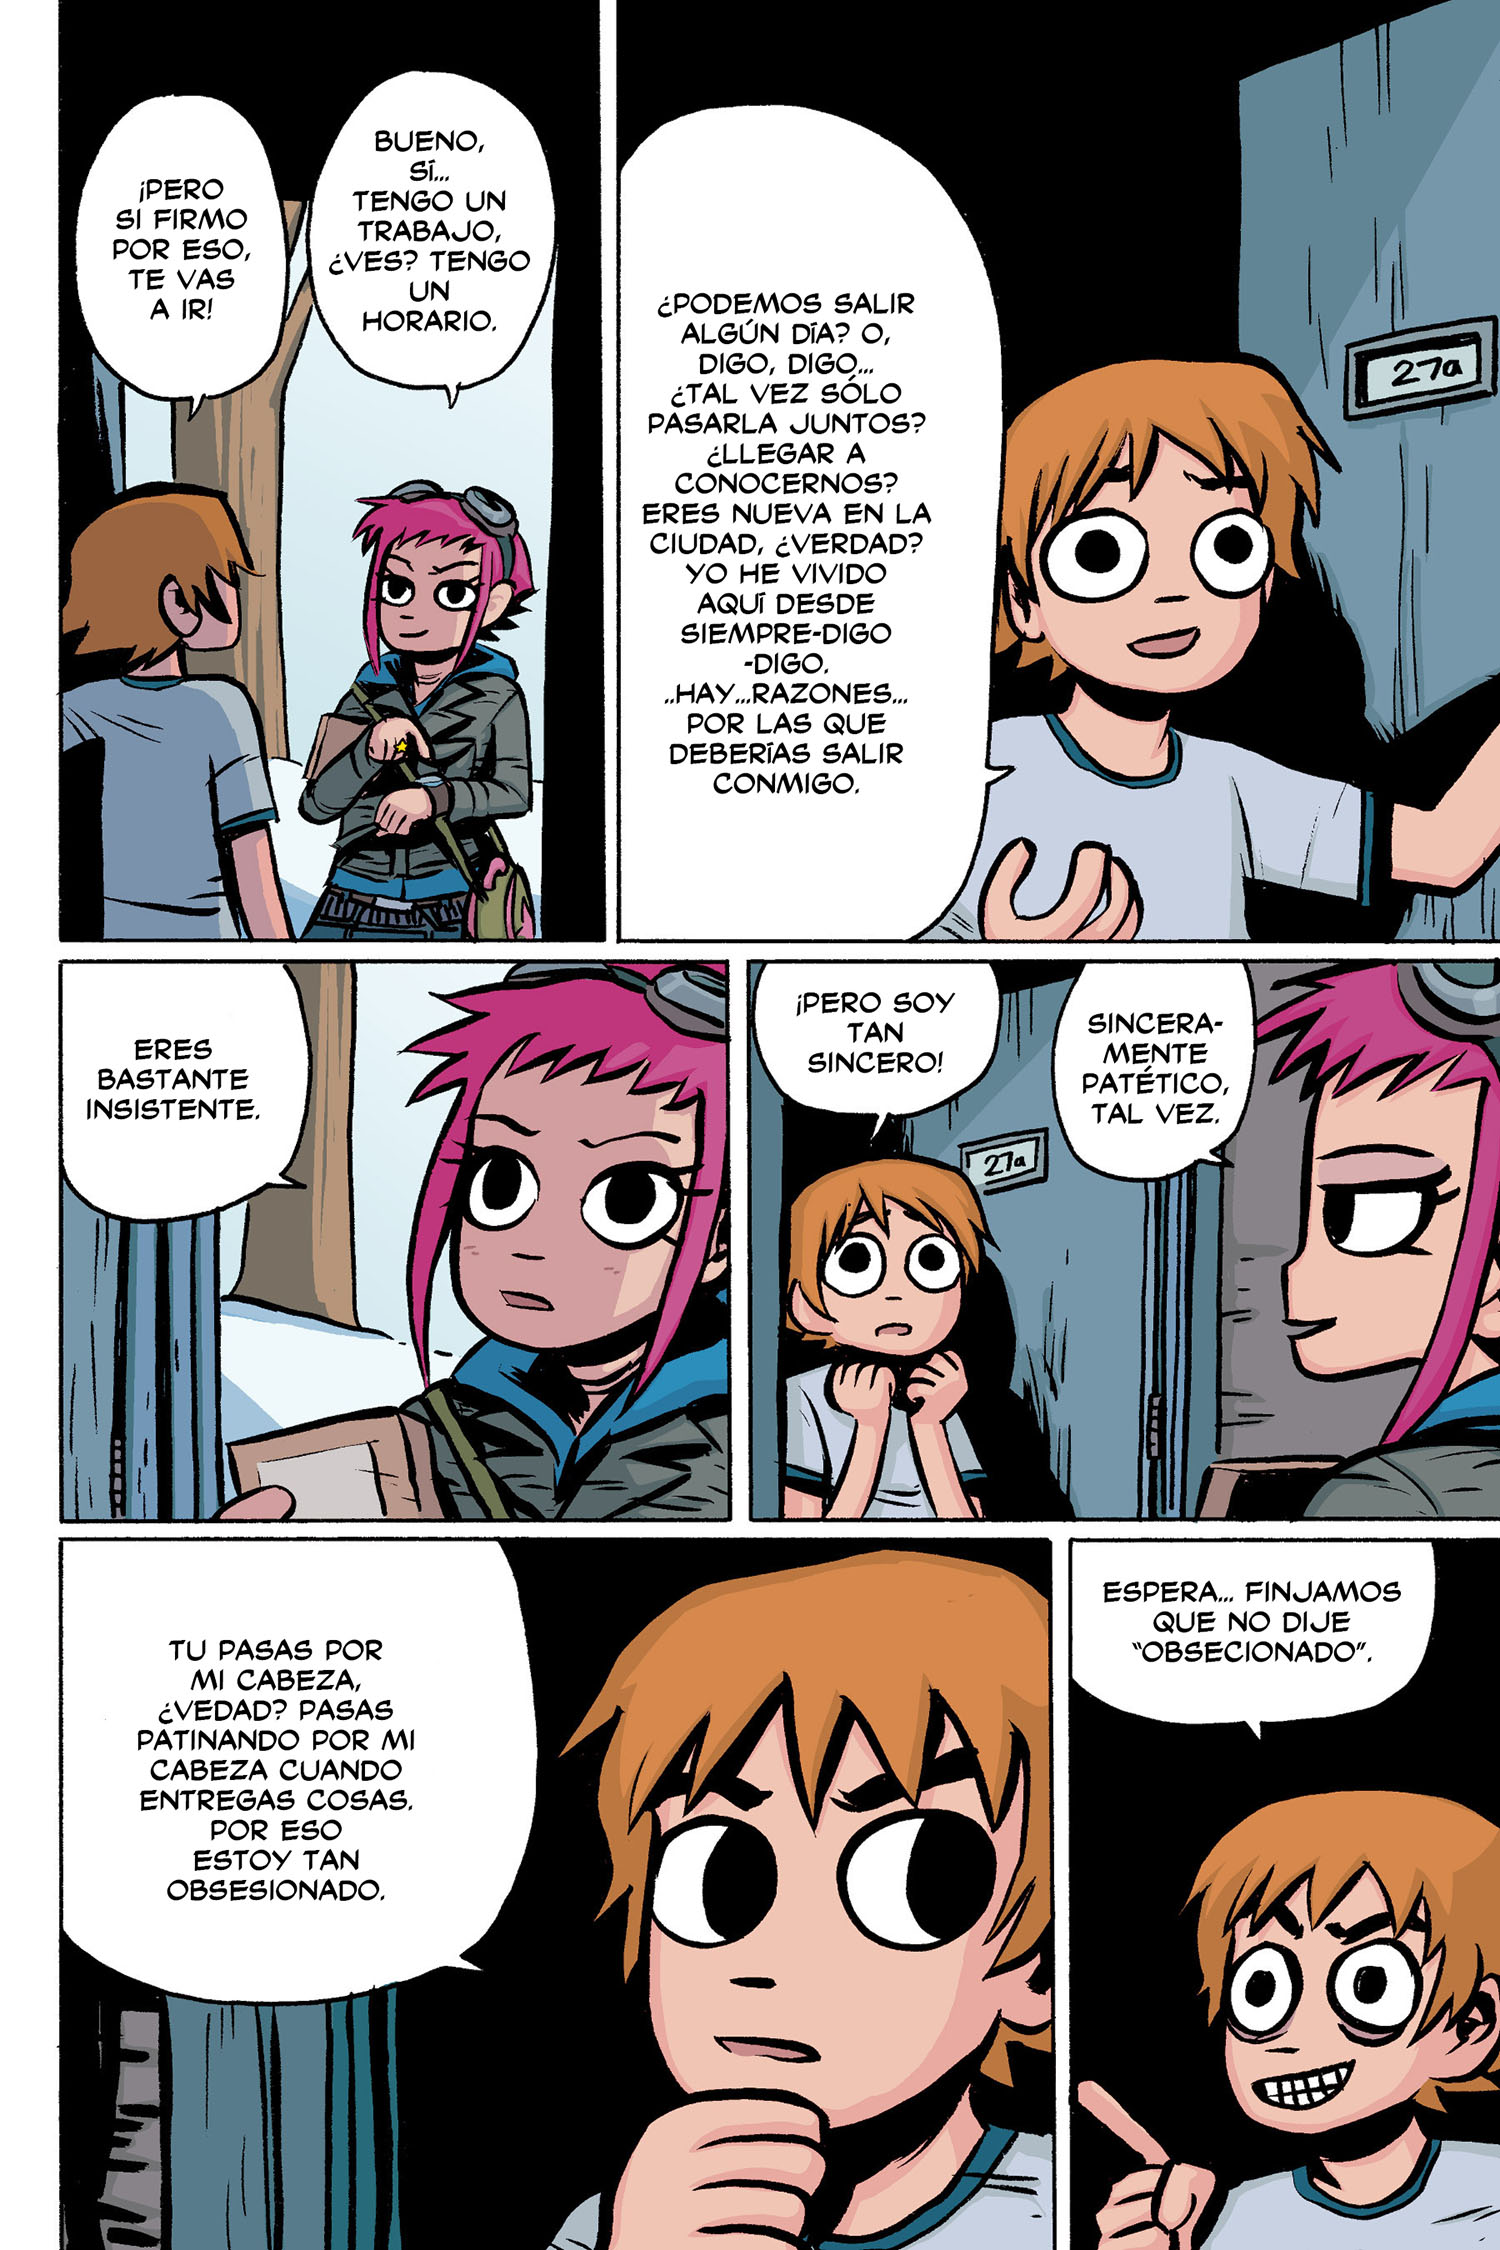 ¡PERO
SI FIRMO
POR ESO,
TE VAS
A IR!
BUENO,
SÍ...
TENGO UN
TRABAJO,
¿VES? TENGO
UN
HORARIO.
¿PODEMOS SALIR
ALGÚN DÍA? O,
DIGO, DIGO...
¿TAL VEZ SÓLO
PASARLA JUNTOS?
¿LLEGAR A
CONOCERNOS?
ERES NUEVA EN LA
CIUDAD, ¿VERDAD?
YO HE VIVIDO
AQUÍ DESDE
SIEMPRE-DIGO
-DIGO.
..HAY...RAZONES...
POR LAS QUE
DEBERÍAS SALIR
CONMIGO.
27a
ERES
BASTANTE
INSISTENTE.
¡PERO SOY
TAN
SINCERO!
27a
SINCERA-
MENTE
PATÉTICO,
TAL VEZ.
TU PASAS POR
MI CABEZA,
¿VEDAD? PASAS
PATINANDO POR MI
CABEZA CUANDO
ENTREGAS COSAS.
POR ESO
ESTOY TAN
OBSESIONADO.
ESPERA... FINJAMOS
QUE NO DIJE
"OBSECIONADO".